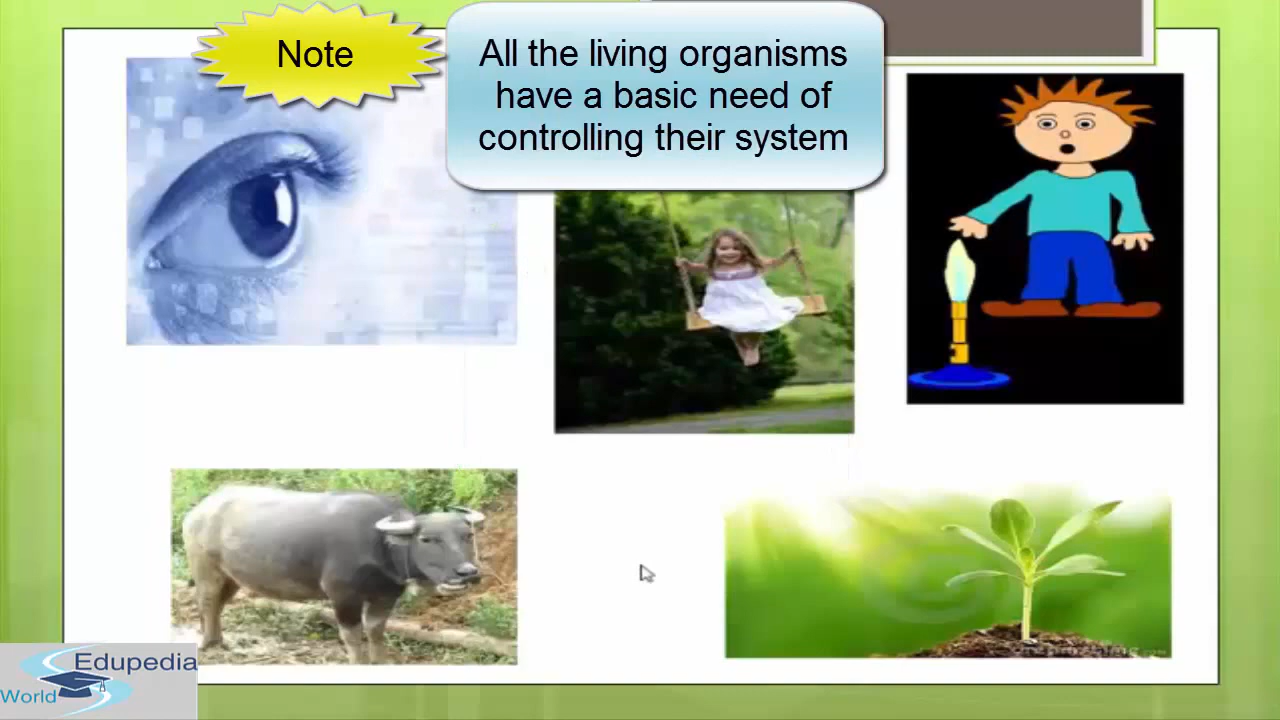 Note
All the living organisms
have a basic need of
controlling their system
Edupedia
World